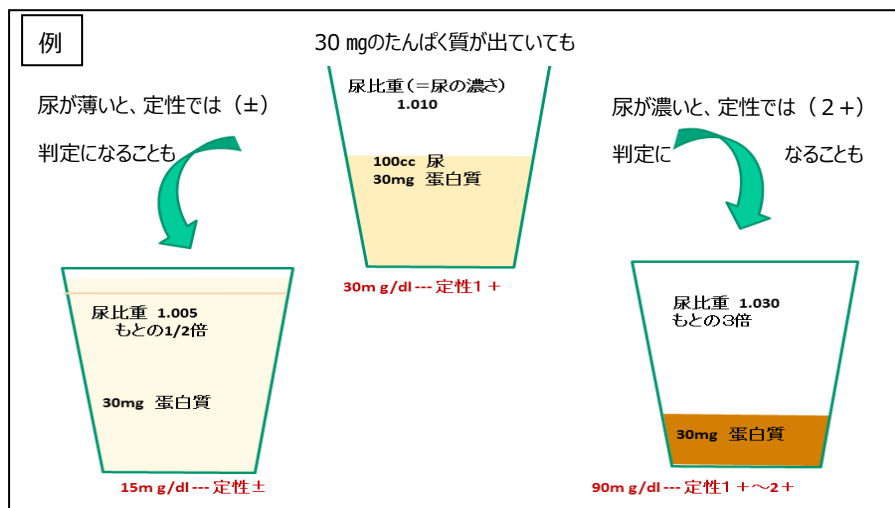 例
30 ㎎のたんぱく質が出ていても
尿が薄いと、定性では（±）
判定になることも
尿比重（＝尿の濃さ）
1.010
100cc 尿
30mg 蛋白質
30m g/dl --- 定性1＋
尿が濃いと、定性では（２+）
判定に なることも
尿比重 1.005
もとの1/2倍
30mg 蛋白質
15m g/dl --- 定性±
尿比重 1.030
もとの３倍
30mg 蛋白質
90m g/dl --- 定性1＋～2＋